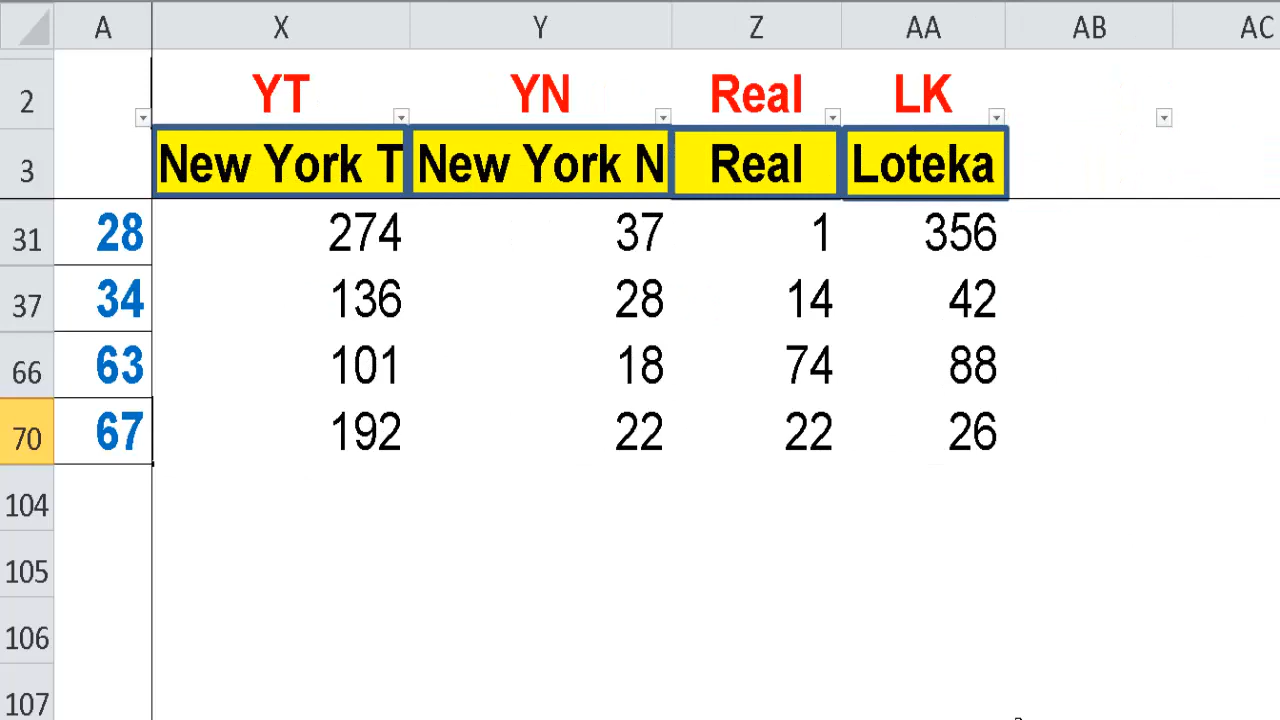 A X Y Z AA AB AC
2 YT YN Real LK
3 New York T New York N Real Loteka
31 28 274 37 1 356
37 34 136 28 14 42
66 63 101 18 74 88
70 67 192 22 22 26
104
105
106
107